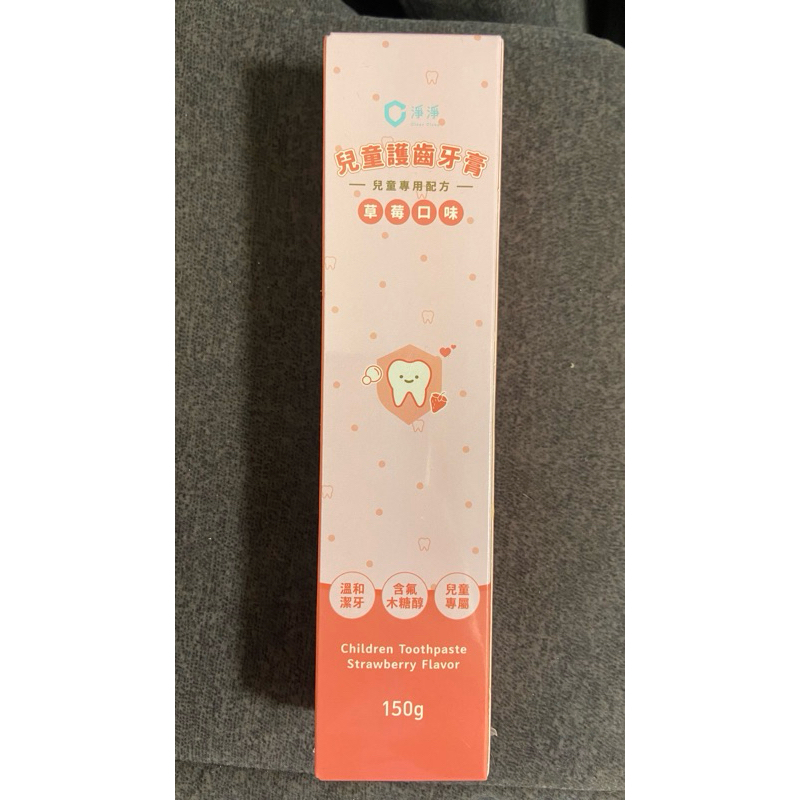 淨淨
兒童護齒牙膏
兒童專用配方
草莓口味
溫和
潔牙
含氟
木糖醇
兒童
專屬
Children Toothpaste
Strawberry Flavor
150g